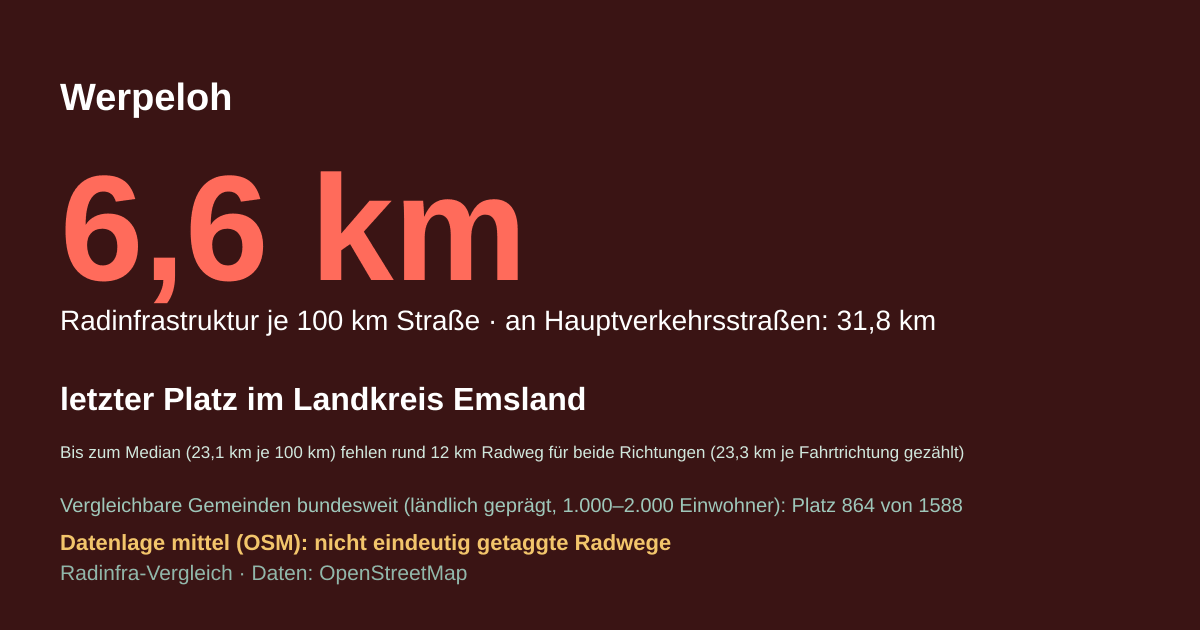 Werpeloh
6,6 km
Radinfrastruktur je 100 km Straße · an Hauptverkehrsstraßen: 31,8 km
letzter Platz im Landkreis Emsland
Bis zum Median (23,1 km je 100 km) fehlen rund 12 km Radweg für beide Richtungen (23,3 km je Fahrtrichtung gezählt)
Vergleichbare Gemeinden bundesweit (ländlich geprägt, 1.000–2.000 Einwohner): Platz 864 von 1588
Datenlage mittel (OSM): nicht eindeutig getaggte Radwege
Radinfra-Vergleich · Daten: OpenStreetMap